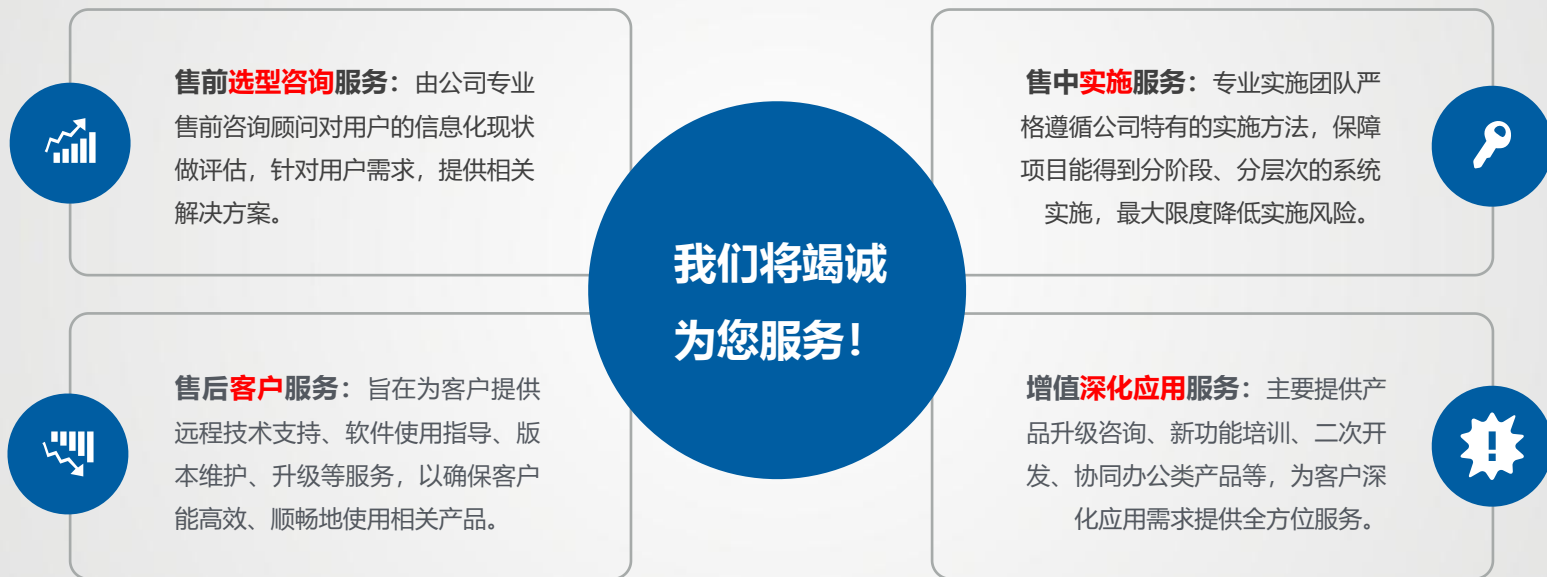 售前选型咨询服务：由公司专业
售前咨询顾问对用户的信息化现状
做评估，针对用户需求，提供相关
解决方案。
售中实施服务：专业实施团队严
格遵循公司特有的实施方法，保障
项目能得到分阶段、分层次的系统
实施，最大限度降低实施风险。
我们将竭诚
为您服务！
售后客户服务：旨在为客户提供
远程技术支持、软件使用指导、版
本维护、升级等服务，以确保客户
能高效、顺畅地使用相关产品。
增值深化应用服务：主要提供产
品升级咨询、新功能培训、二次开
发、协同办公类产品等，为客户深
化应用需求提供全方位服务。